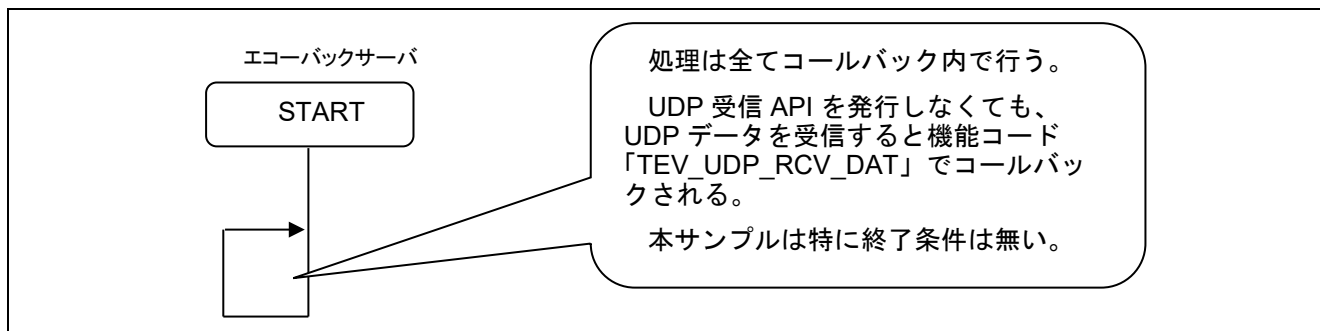 エコーバックサーバ
START
処理は全てコールバック内で行う。
UDP 受信 API を発行しなくても、
UDP データを受信すると機能コード
「TEV_UDP_RCV_DAT」でコールバッ
クされる。
本サンプルは特に終了条件は無い。